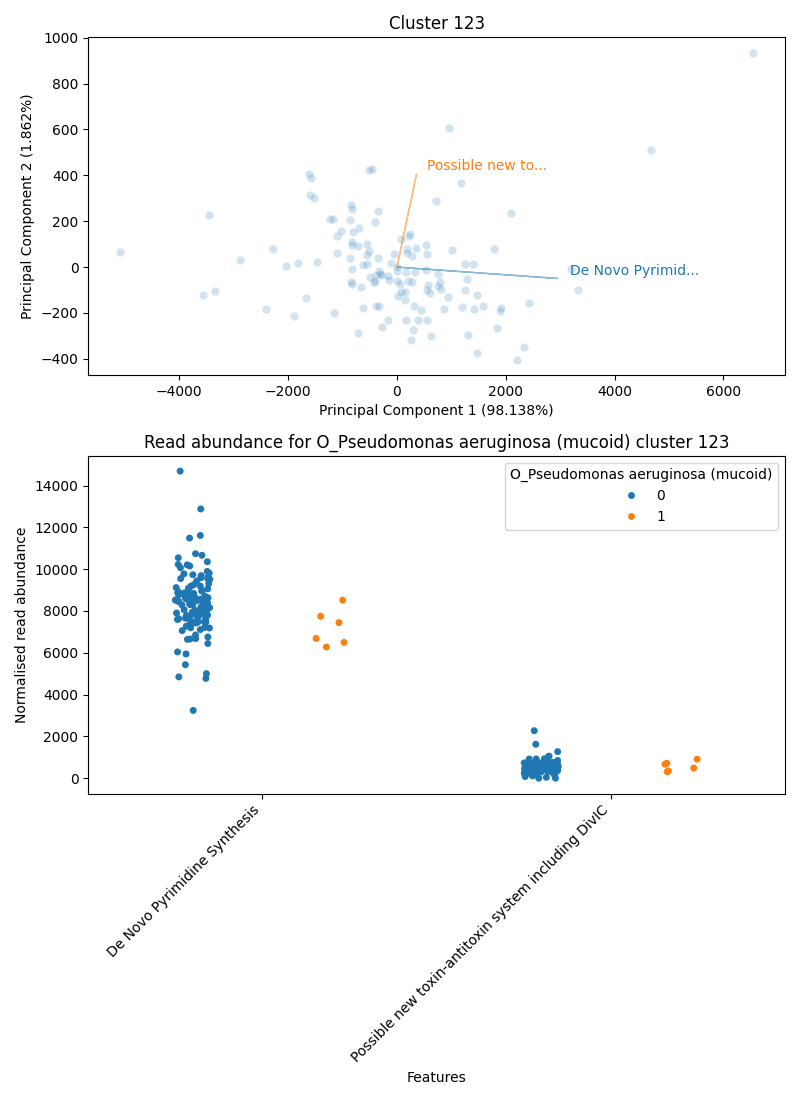 Cluster 123
1000
800
600
400
200
0
−200
−400
Principal Component 2 (1.862%)
Possible new to...
De Novo Pyrimid...
−4000 −2000 0 2000 4000 6000
Principal Component 1 (98.138%)
Read abundance for O_Pseudomonas aeruginosa (mucoid) cluster 123
14000
12000
10000
8000
6000
4000
2000
0
Normalised read abundance
O_Pseudomonas aeruginosa (mucoid)
0
1
De Novo Pyrimidine Synthesis
Possible new toxin-antitoxin system including DivIC
Features